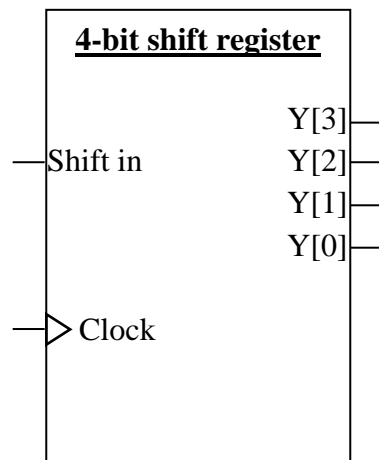 4-bit shift register
Y[3]
Shift in
Y[2]
Y[1]
Y[0]
Clock